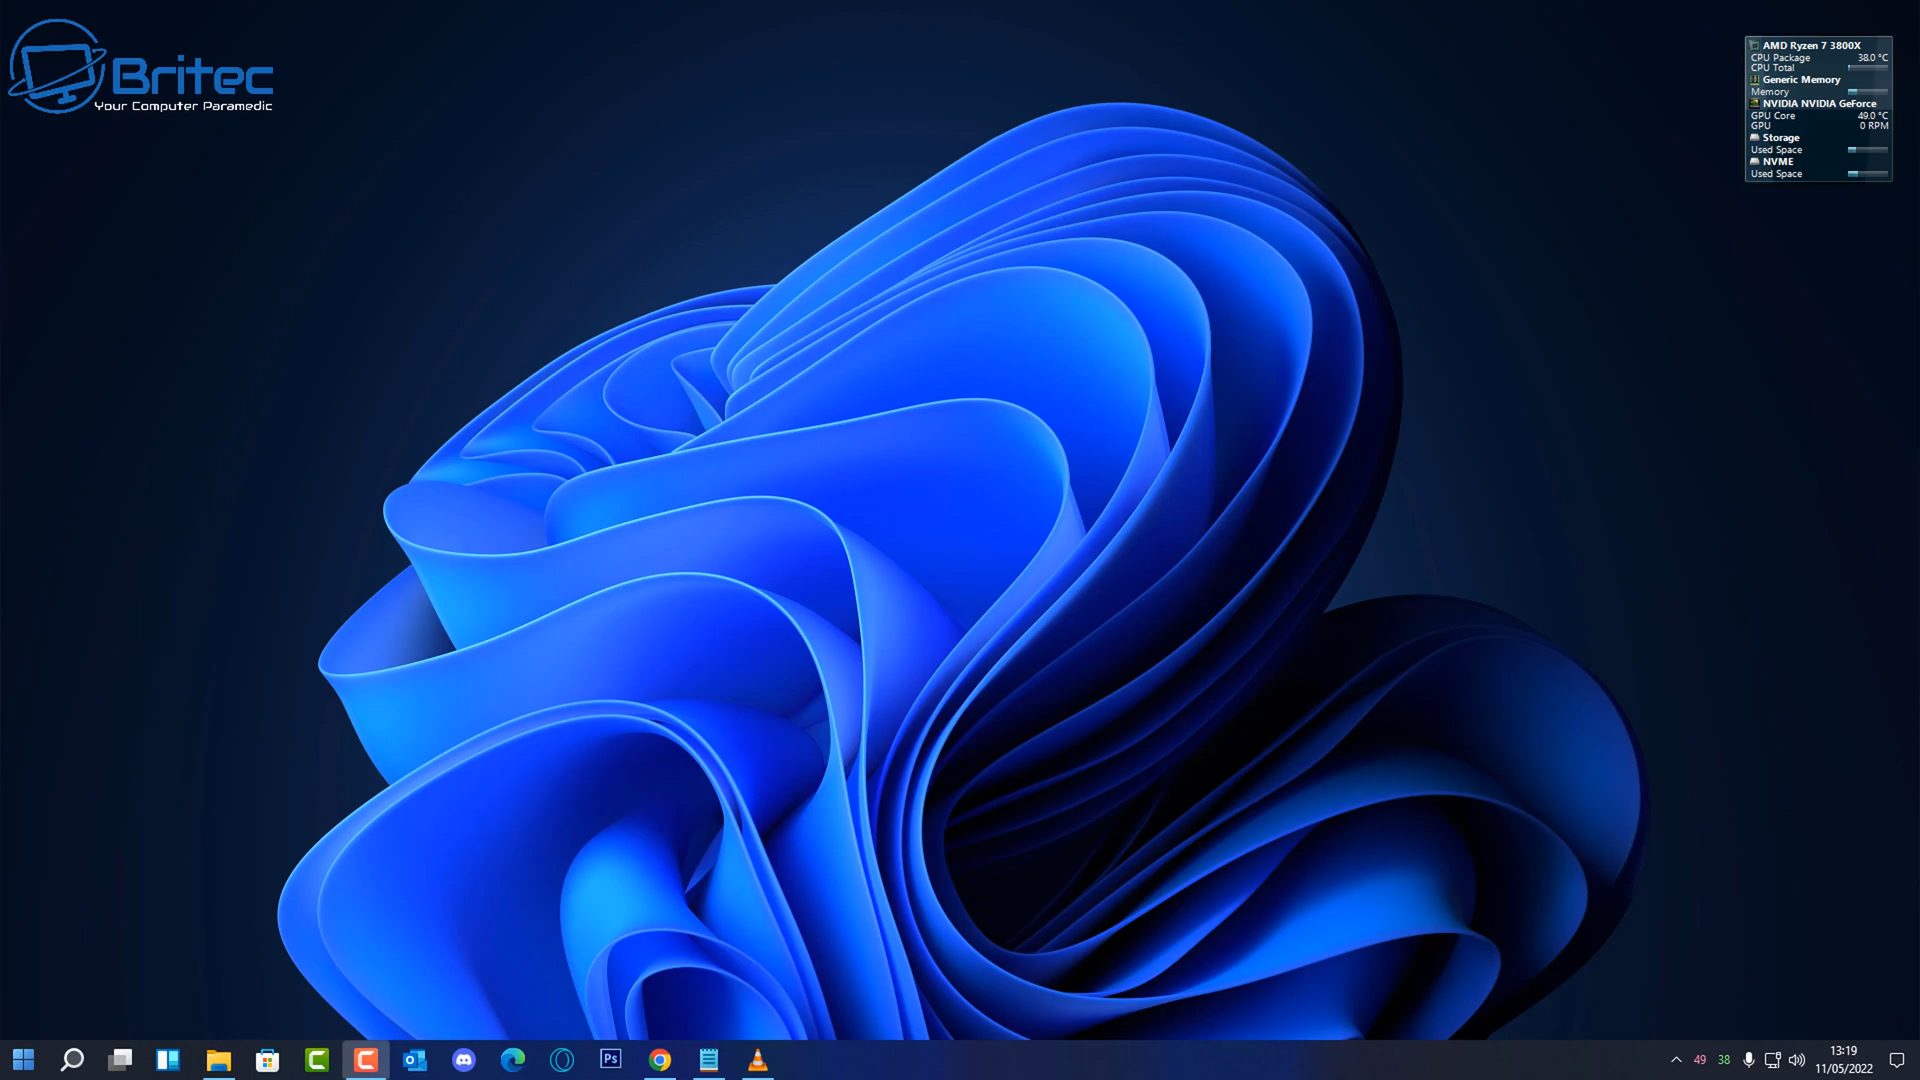 Britec
Your Computer Paramedic
AMD Ryzen 7 3800X
CPU Package 38.0 °C
CPU Total
Generic Memory
Memory
NVIDIA NVIDIA GeForce
GPU Core 49.0 °C
GPU 0 RPM
Storage
Used Space
NVME
Used Space
Ps
49 38
13:19
11/05/2022